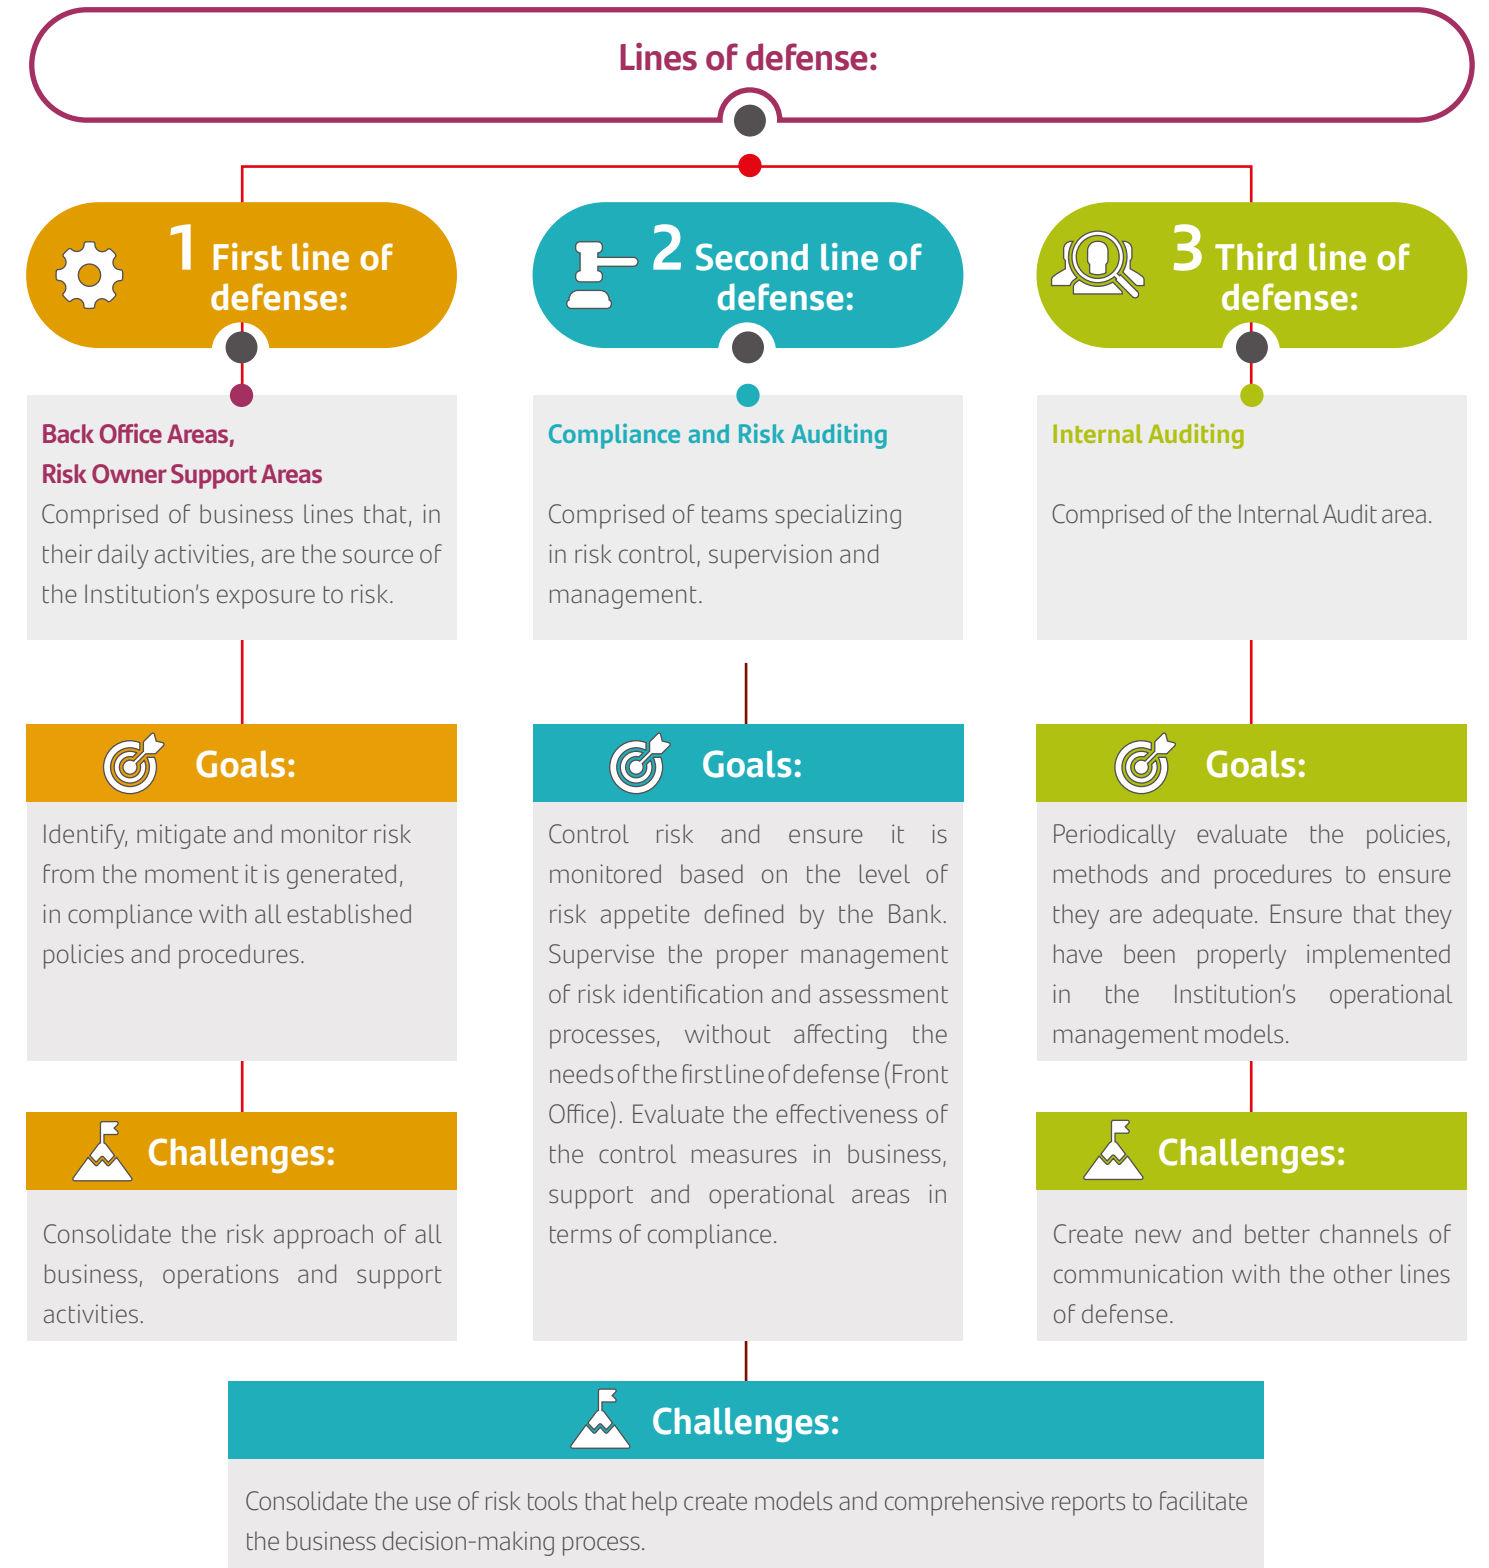 Lines of defense:
1 First line of
defense:
Back Office Areas,
Risk Owner Support Areas
Comprised of business lines that, in
their daily activities, are the source of
the Institution's exposure to risk.
Goals:
Identify, mitigate and monitor risk
from the moment it is generated,
in compliance with all established
policies and procedures.
Challenges:
Consolidate the risk approach of all
business, operations and support
activities.
2 Second line of
defense:
Compliance and Risk Auditing
Comprised of teams specializing
in risk control, supervision and
management.
Goals:
Control risk and ensure it is
monitored based on the level of
risk appetite defined by the Bank.
Supervise the proper management
of risk identification and assessment
processes, without affecting the
needs of the first line of defense (Front
Office). Evaluate the effectiveness of
the control measures in business,
support and operational areas in
terms of compliance.
Challenges:
Consolidate the use of risk tools that help create models and comprehensive reports to facilitate
the business decision-making process.
3 Third line of
defense:
Internal Auditing
Comprised of the Internal Audit area.
Goals:
Periodically evaluate the policies,
methods and procedures to ensure
they are adequate. Ensure that they
have been properly implemented
in the Institution's operational
management models.
Challenges:
Create new and better channels of
communication with the other lines
of defense.